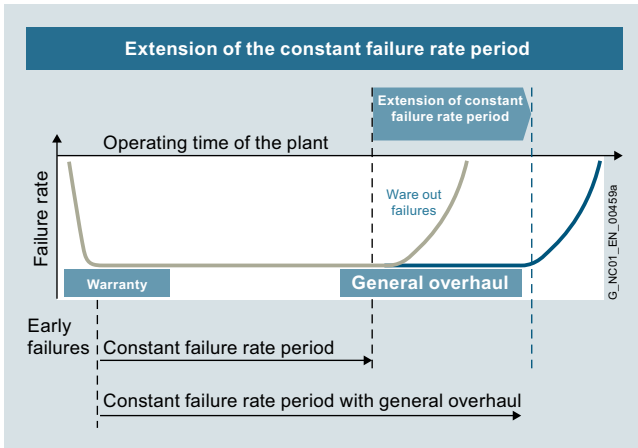 Extension of the constant failure rate period
Extension of constant
failure rate period
Operating time of the plant
Failure rate
Ware out
failures
Warranty
General overhaul
G_NC01_EN_00459a
Early
failures
Constant failure rate period
Constant failure rate period with general overhaul